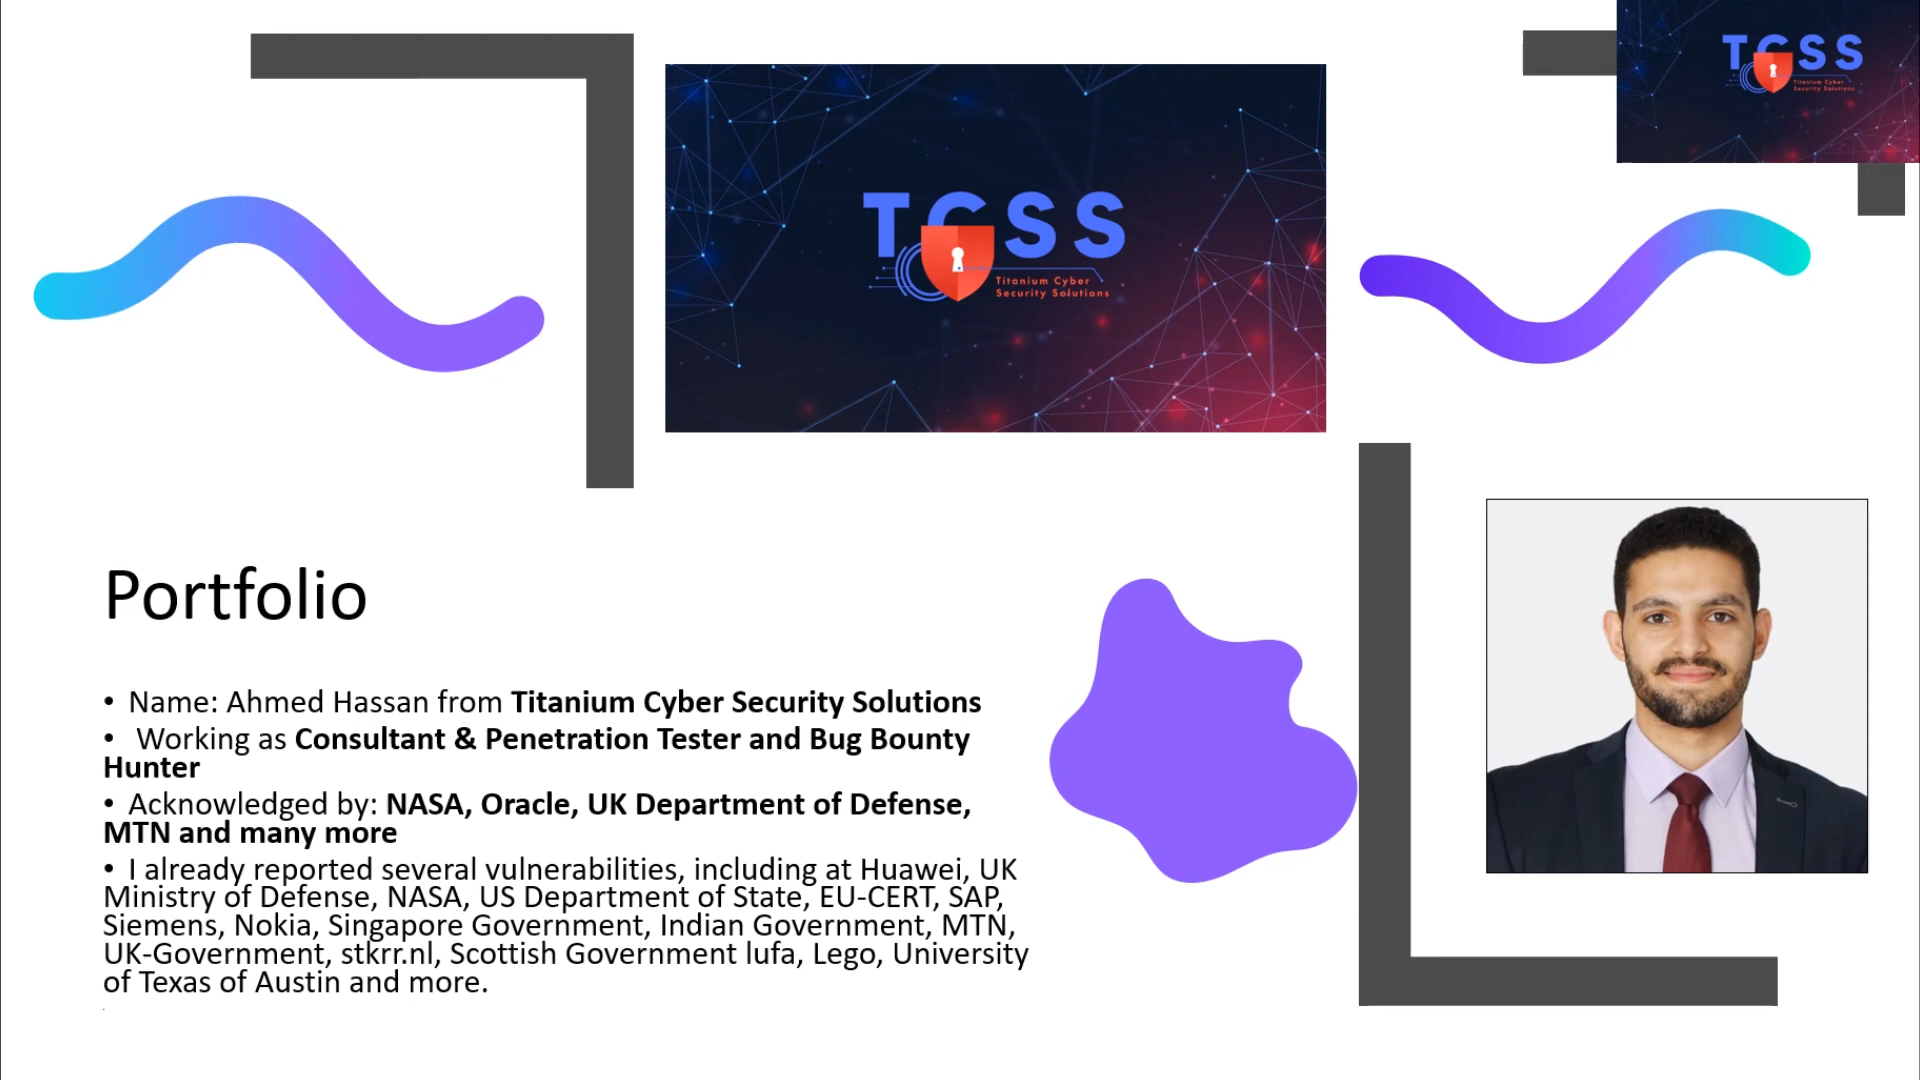 TCSS
Titanium Cyber
Security Solutions
TCSS
Titanium Cyber
Security Solutions
Portfolio
• Name: Ahmed Hassan from Titanium Cyber Security Solutions
• Working as Consultant & Penetration Tester and Bug Bounty
Hunter
• Acknowledged by: NASA, Oracle, UK Department of Defense,
MTN and many more
• I already reported several vulnerabilities, including at Huawei, UK
Ministry of Defense, NASA, US Department of State, EU-CERT, SAP,
Siemens, Nokia, Singapore Government, Indian Government, MTN,
UK-Government, stkrr.nl, Scottish Government lufa, Lego, University
of Texas of Austin and more.